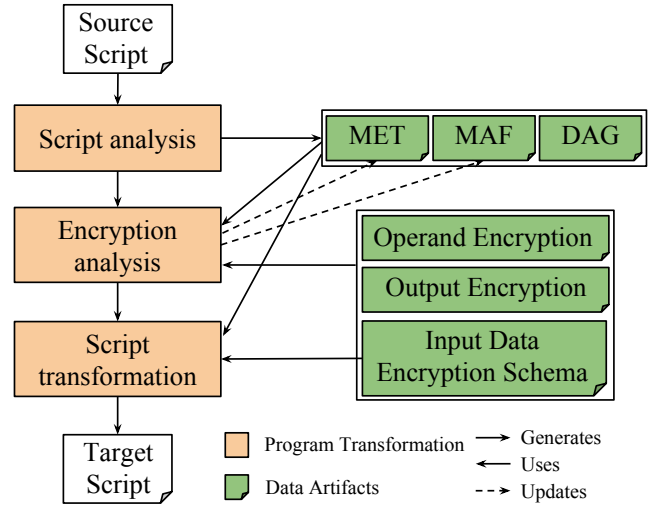 Source
Script
Script analysis
MET
MAF
DAG
Encryption
analysis
Operand Encryption
Output Encryption
Script
transformation
Input Data
Encryption Schema
Target
Script
Program Transformation
Data Artifacts
Generates
Uses
Updates